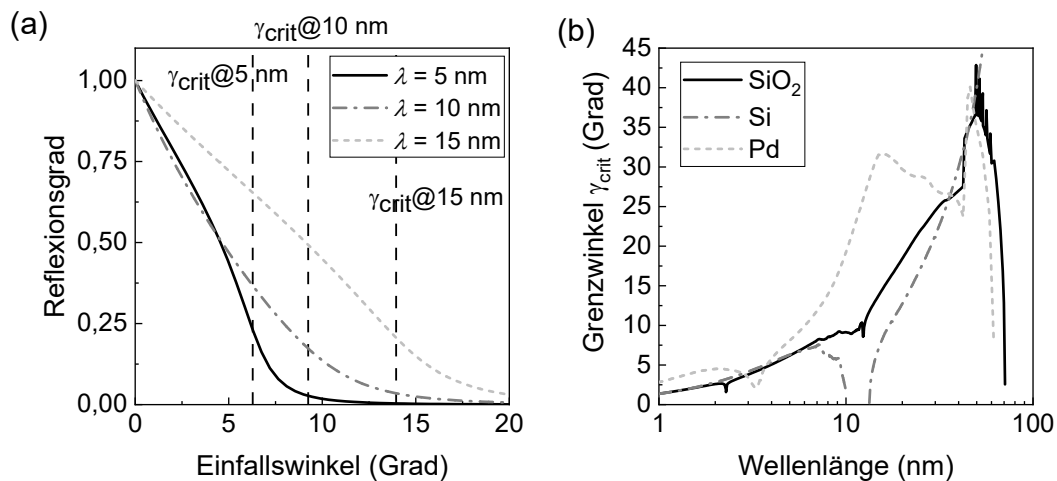 (a)
γcrit@10 nm
γcrit@5 nm
λ = 5 nm
λ = 10 nm
λ = 15 nm
γcrit@15 nm
1,00
0,75
0,50
0,25
0,00
0 5 10 15 20
Reflexionsgrad
Einfallswinkel (Grad)
(b)
SiO₂
Si
Pd
45
40
35
30
25
20
15
10
5
0
1 10 100
Grenzwinkel γcrit (Grad)
Wellenlänge (nm)